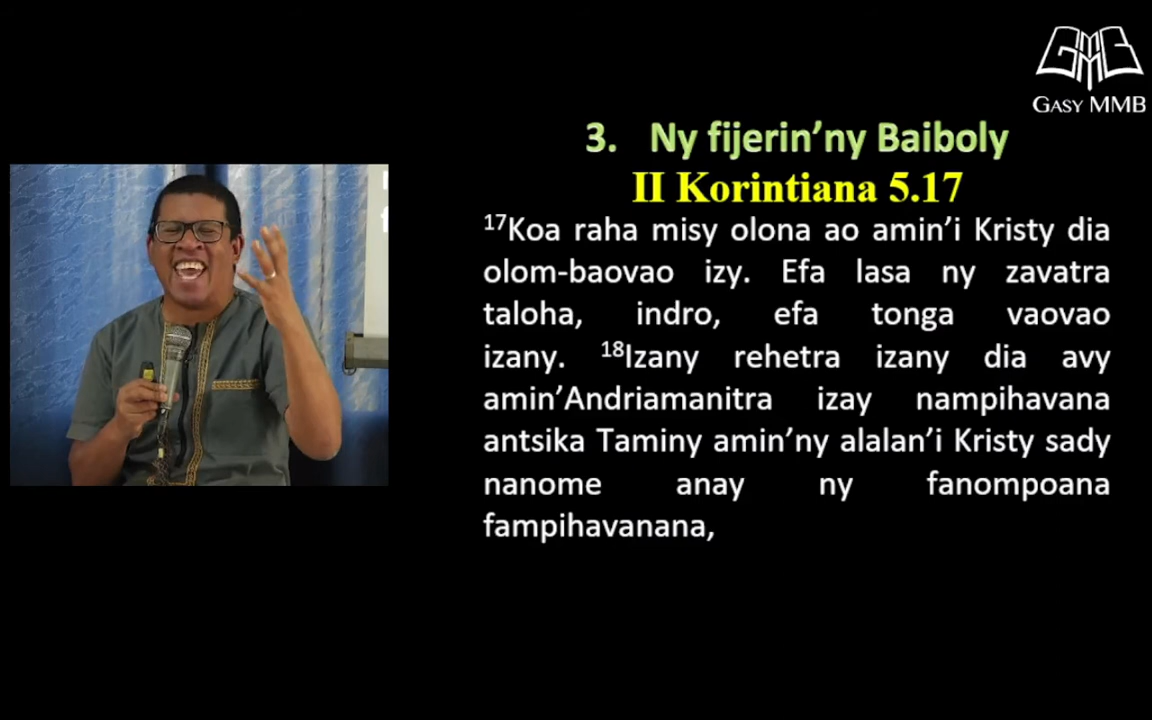 GMMB
GASY MMB
3. Ny fijerin’ny Baiboly
II Korintiana 5.17
17Koa raha misy olona ao amin’i Kristy dia
olom-baovao izy. Efa lasa ny zavatra
taloha, indro, efa tonga vaovao
izany. 18Izany rehetra izany dia avy
amin’Andriamanitra izay nampihavana
antsika Taminy amin’ny alalan’i Kristy sady
nanome anay ny fanompoana
fampihavanana,